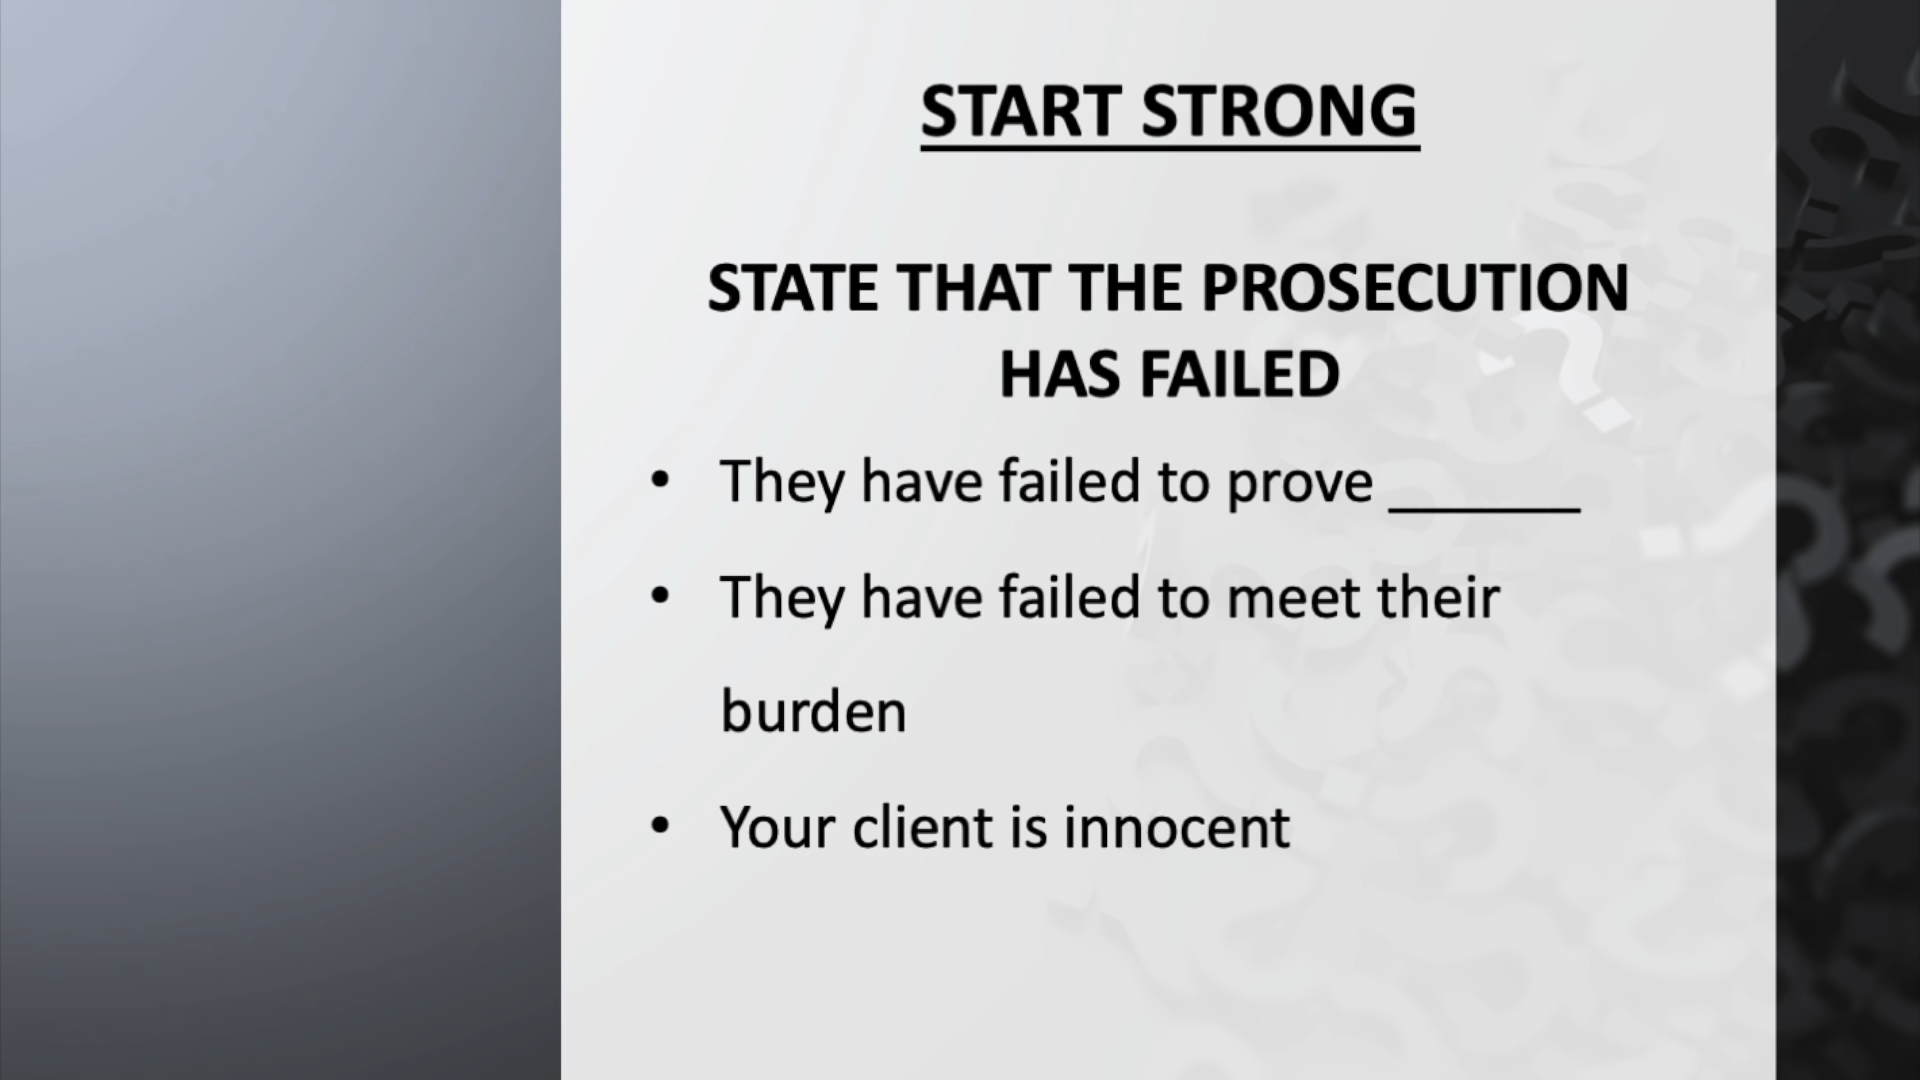 START STRONG
STATE THAT THE PROSECUTION
HAS FAILED
• They have failed to prove ______
• They have failed to meet their
burden
• Your client is innocent